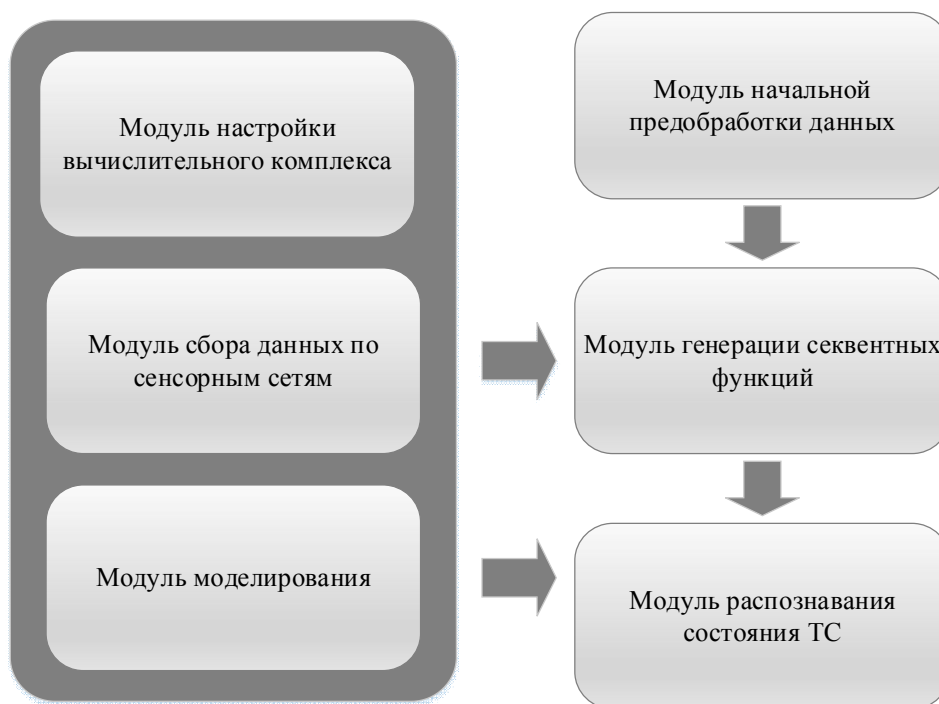 Модуль настройки
вычислительного комплекса
Модуль сбора данных по
сенсорным сетям
Модуль моделирования
Модуль начальной
предобработки данных
Модуль генерации секвентных
функций
Модуль распознавания
состояния ТС